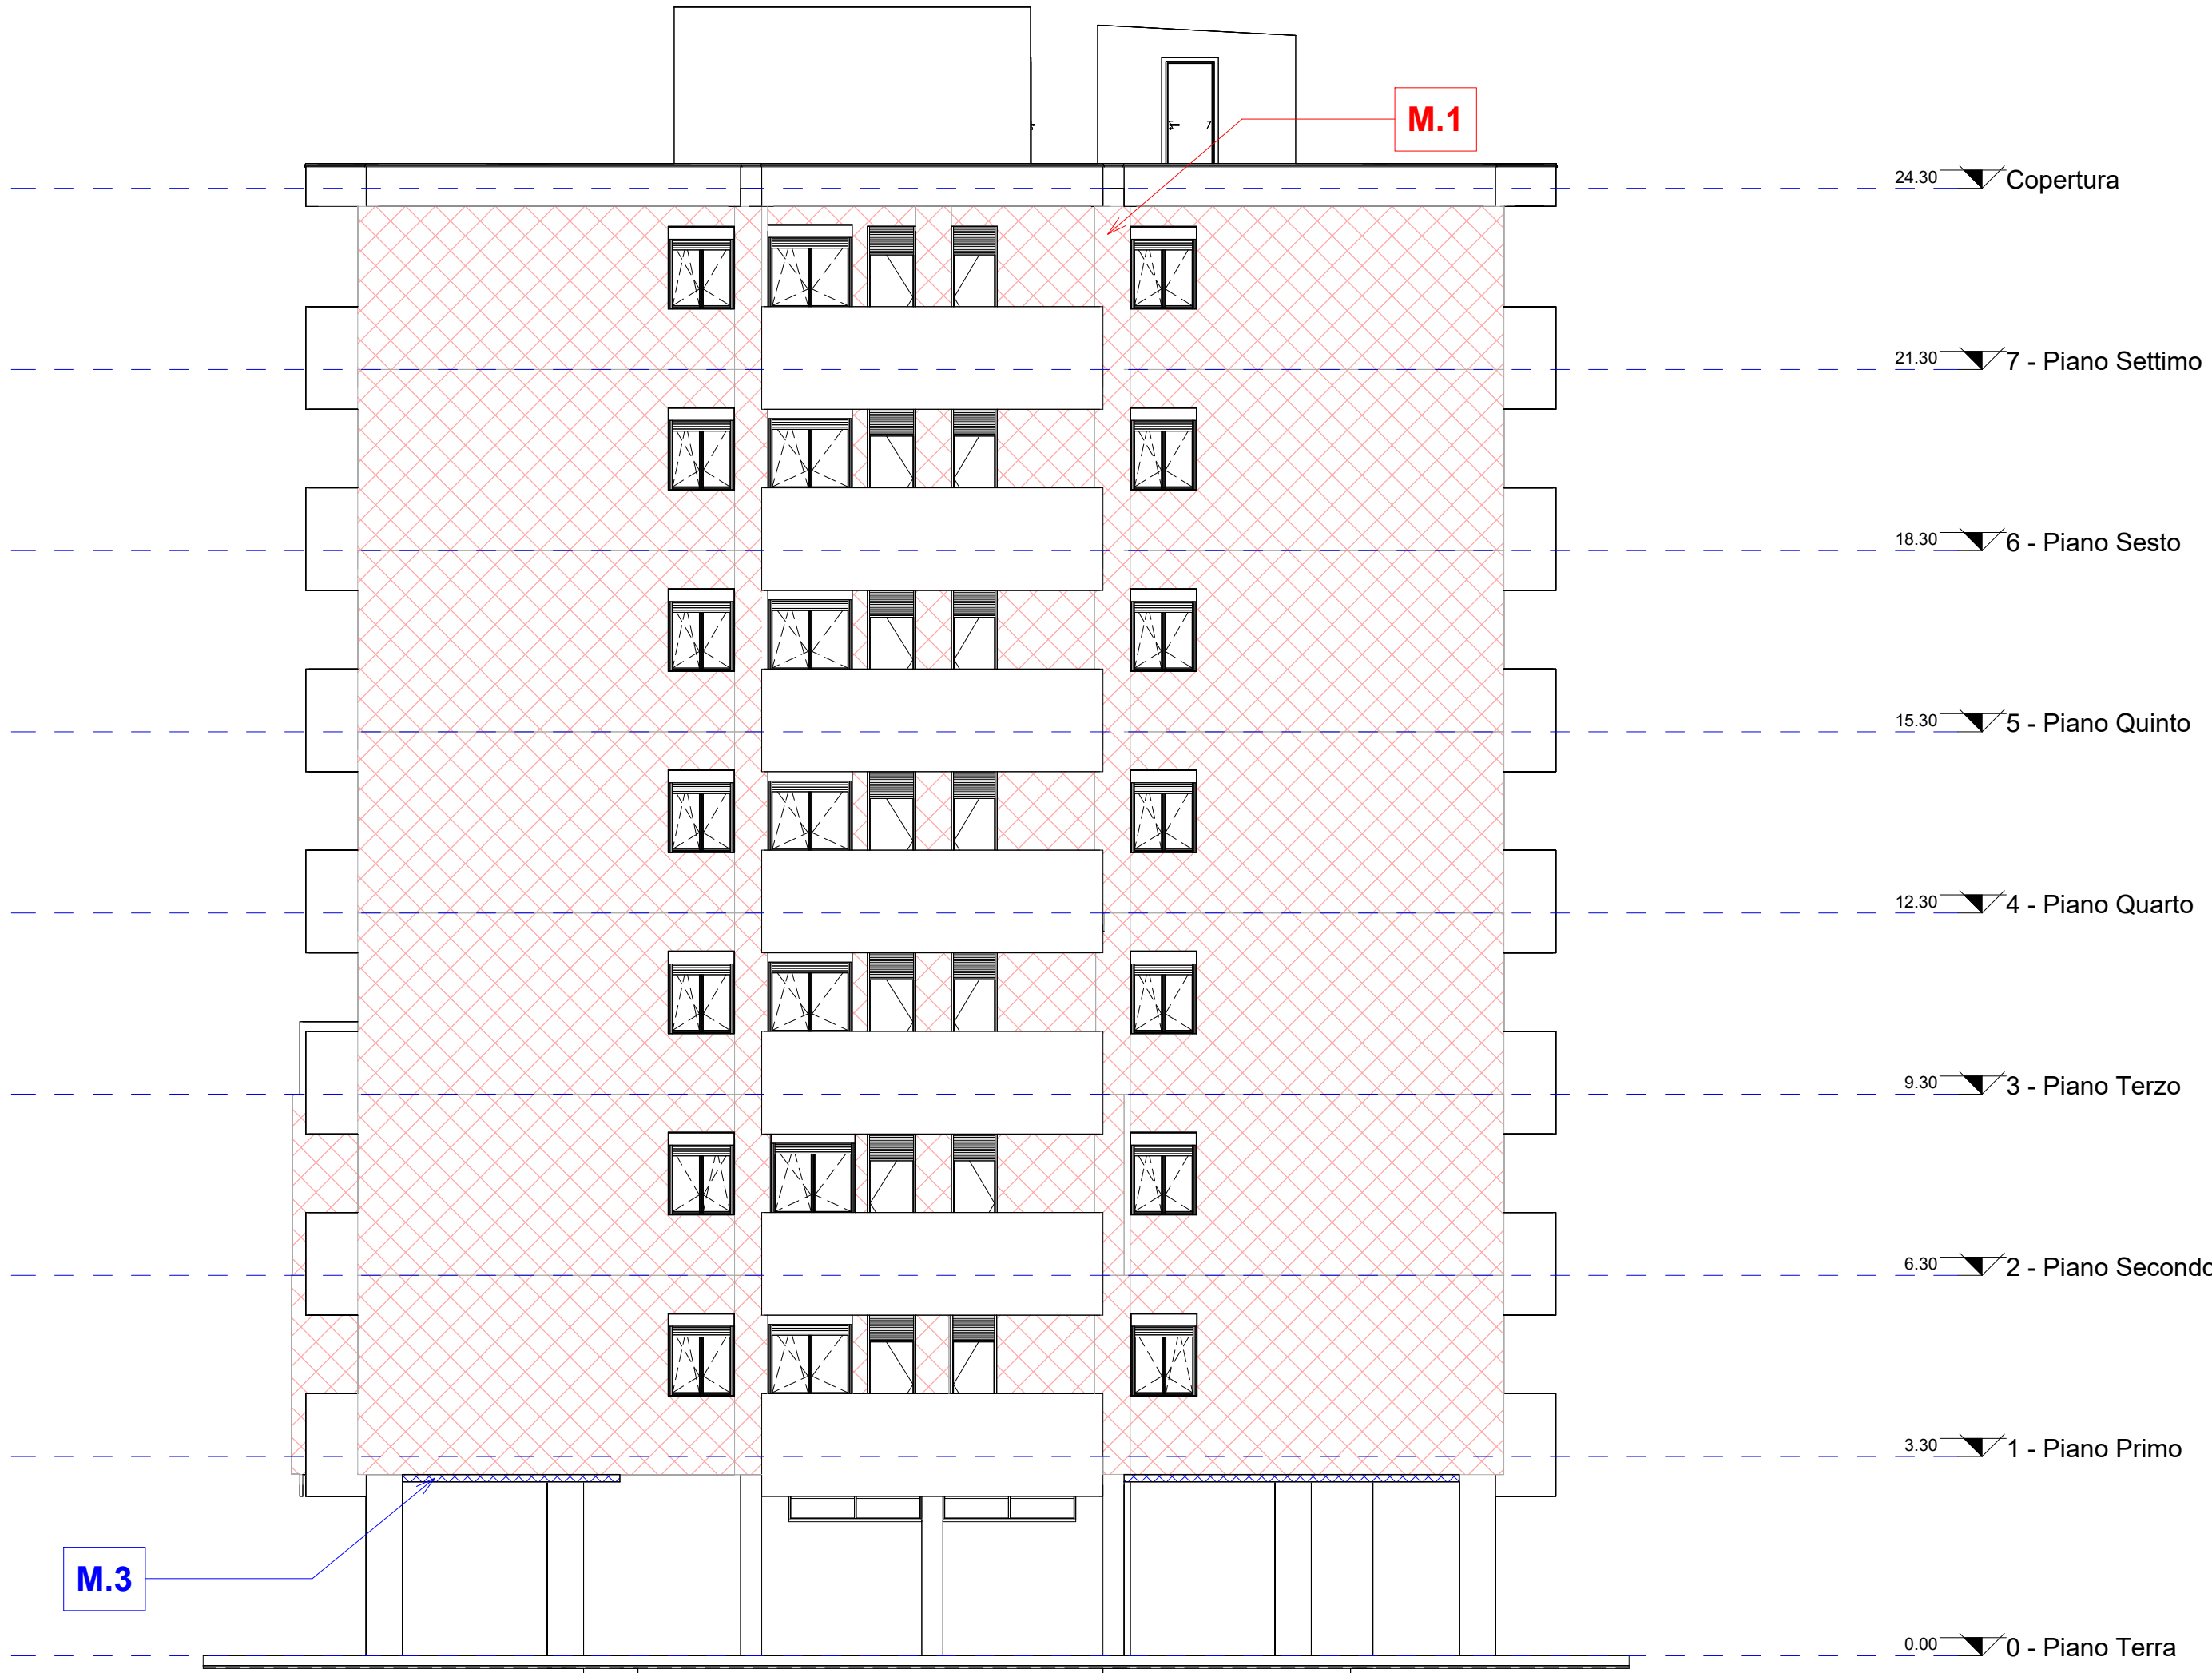 M.1
24.30 Copertura
21.30 7 - Piano Settimo
18.30 6 - Piano Sesto
15.30 5 - Piano Quinto
12.30 4 - Piano Quarto
9.30 3 - Piano Terzo
6.30 2 - Piano Secondo
3.30 1 - Piano Primo
M.3
0.00 0 - Piano Terra